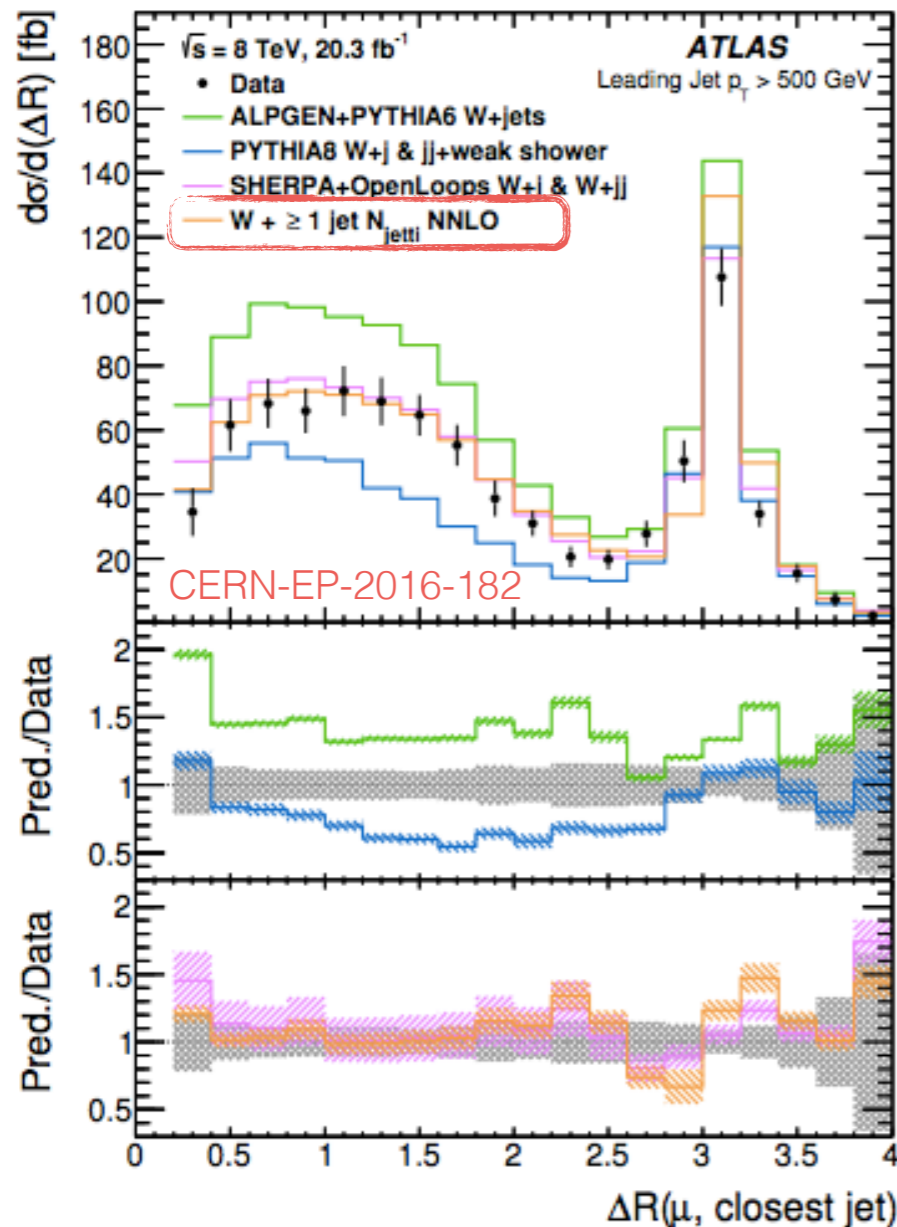 dσ/d(ΔR) [fb]
180
160
140
120
100
80
60
40
20
√s = 8 TeV, 20.3 fb⁻¹
Data
ALPGEN+PYTHIA6 W+jets
PYTHIA8 W+j & jj+weak shower
SHERPA+OpenLoops W+j & W+jj
W + ≥ 1 jet N_jetti NNLO
ATLAS
Leading Jet p_T > 500 GeV
CERN-EP-2016-182
Pred./Data
2
1.5
1
0.5
Pred./Data
2
1.5
1
0.5
0 0.5 1 1.5 2 2.5 3 3.5 4
ΔR(μ, closest jet)